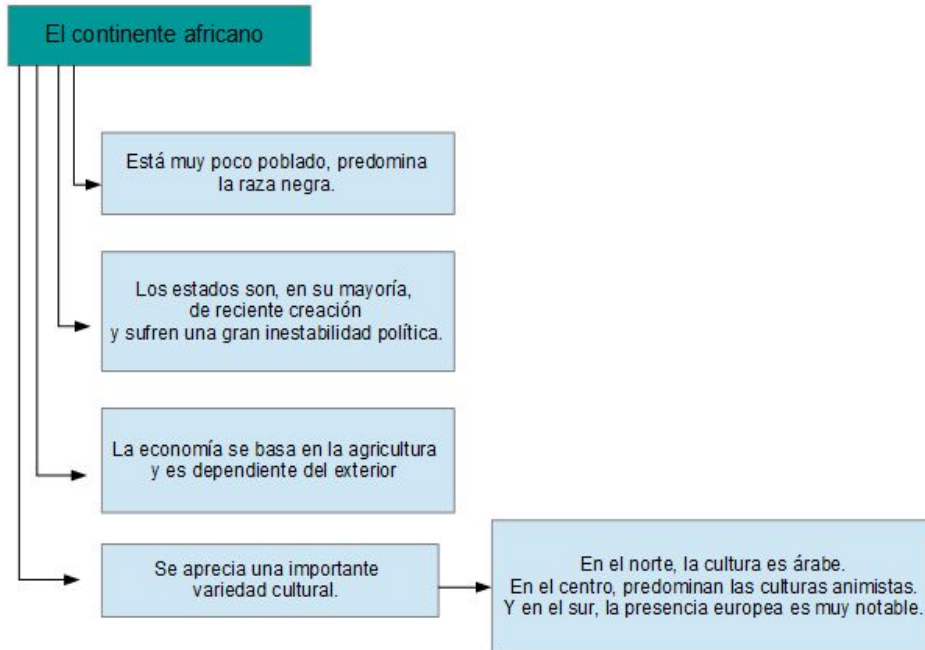 El continente africano
Está muy poco poblado, predomina
la raza negra.
Los estados son, en su mayoría,
de reciente creación
y sufren una gran inestabilidad política.
La economía se basa en la agricultura
y es dependiente del exterior
Se aprecia una importante
variedad cultural.
En el norte, la cultura es árabe.
En el centro, predominan las culturas animistas.
Y en el sur, la presencia europea es muy notable.